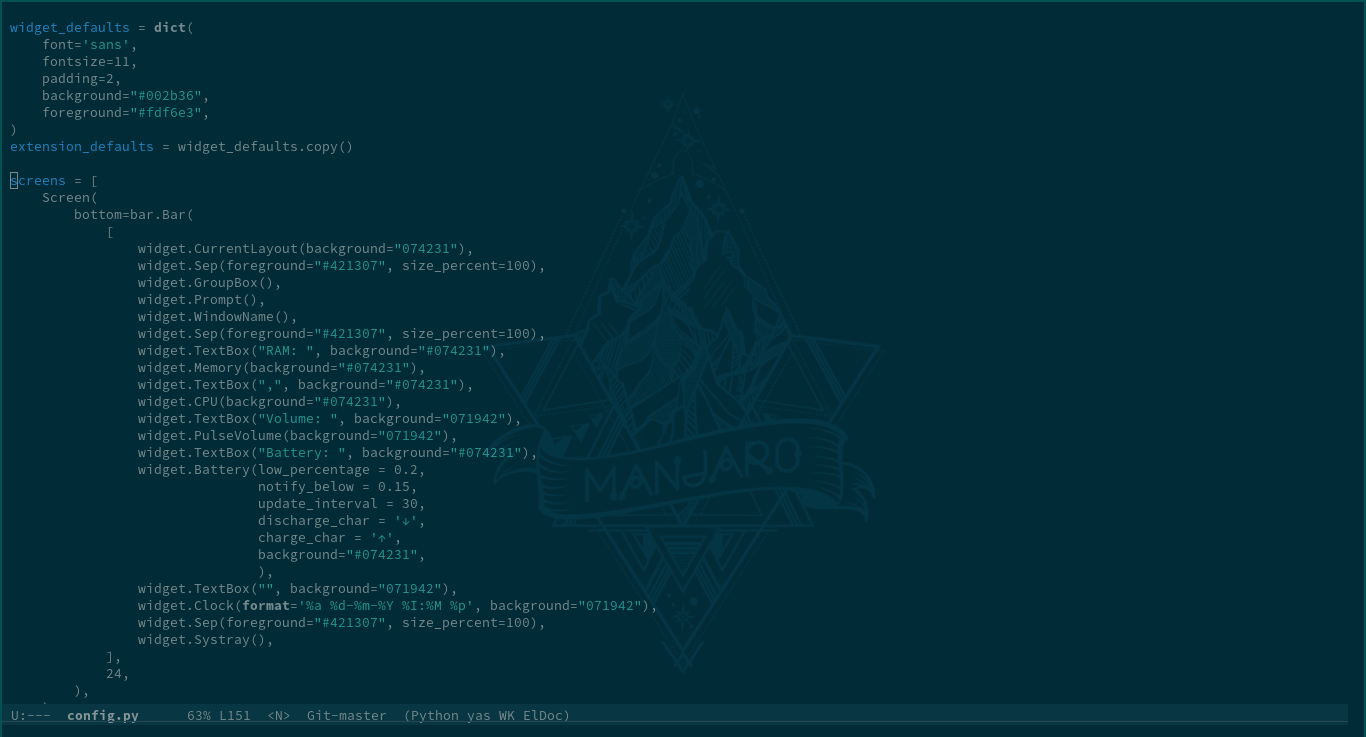 widget_defaults = dict(
    font='sans',
    fontsize=11,
    padding=2,
    background="#002b36",
    foreground="#fdf6e3",
)
extension_defaults = widget_defaults.copy()

screens = [
    Screen(
        bottom=bar.Bar(
            [
                widget.CurrentLayout(background="074231"),
                widget.Sep(foreground="#421307", size_percent=100),
                widget.GroupBox(),
                widget.Prompt(),
                widget.WindowName(),
                widget.Sep(foreground="#421307", size_percent=100),
                widget.TextBox("RAM: ", background="#074231"),
                widget.Memory(background="#074231"),
                widget.TextBox(",", background="#074231"),
                widget.CPU(background="#074231"),
                widget.TextBox("Volume: ", background="071942"),
                widget.PulseVolume(background="071942"),
                widget.TextBox("Battery: ", background="#074231"),
                widget.Battery(low_percentage = 0.2,
                               notify_below = 0.15,
                               update_interval = 30,
                               discharge_char = '↓',
                               charge_char = '↑',
                               background="#074231",
                               ),
                widget.TextBox("", background="071942"),
                widget.Clock(format='%a %d-%m-%Y %I:%M %p', background="071942"),
                widget.Sep(foreground="#421307", size_percent=100),
                widget.Systray(),
            ],
            24,
        ),
MANJARO
U:---  config.py      63% L151  <N>  Git-master  (Python yas WK ElDoc)